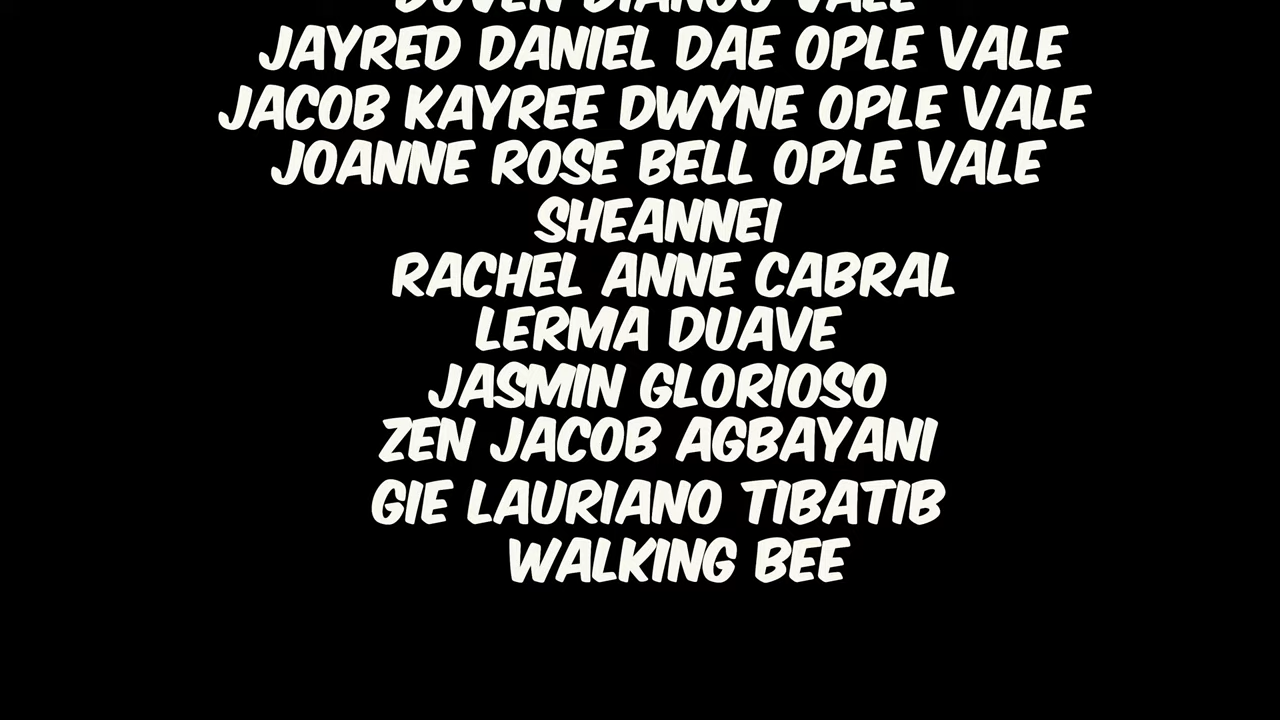 VALE
JAYRED DANIEL DAE OPLE VALE
JACOB KAYREE DWYNE OPLE VALE
JOANNE ROSE BELL OPLE VALE
SHEANNEI
RACHEL ANNE CABRAL
LERMA DUAVE
JASMIN GLORIOSO
ZEN JACOB AGBAYANI
GIE LAURIANO TIBATIB
WALKING BEE